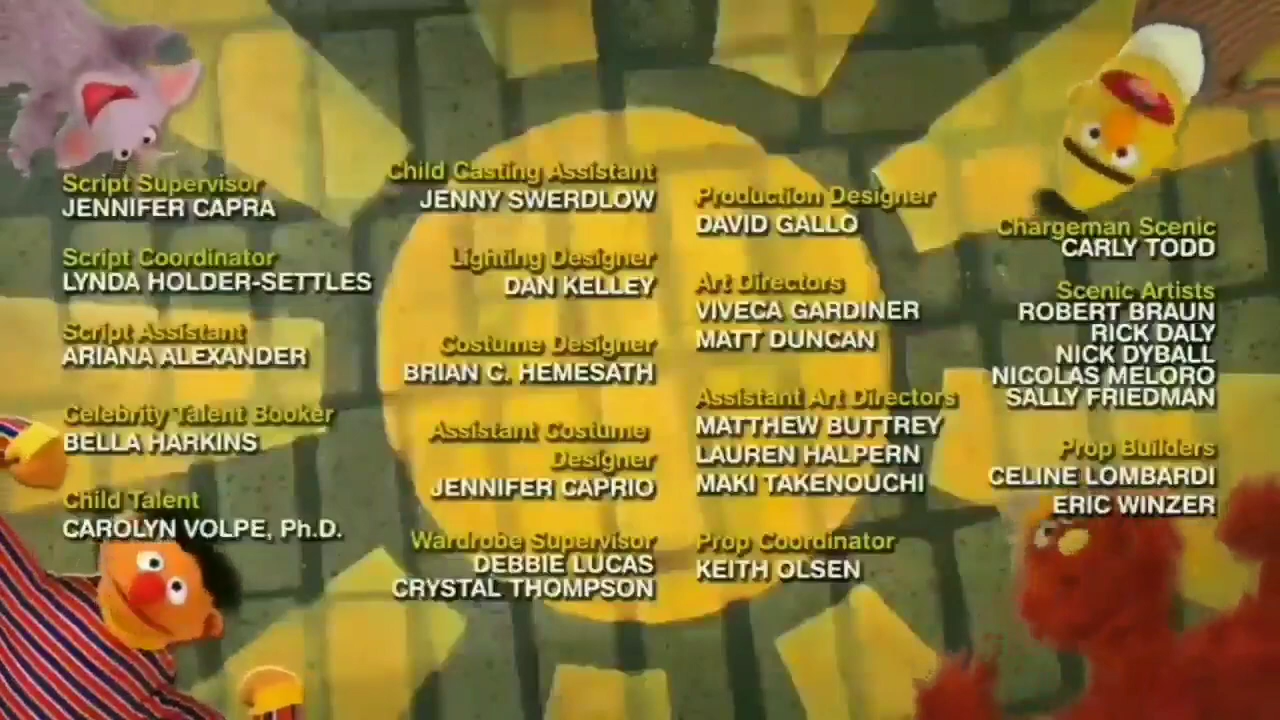 Script Supervisor
JENNIFER CAPRA
Script Coordinator
LYNDA HOLDER-SETTLES
Script Assistant
ARIANA ALEXANDER
Celebrity Talent Booker
BELLA HARKINS
Child Talent
CAROLYN VOLPE, Ph.D.
Child Casting Assistant
JENNY SWERDLOW
Lighting Designer
DAN KELLEY
Costume Designer
BRIAN C. HEMESATH
Assistant Costume
Designer
JENNIFER CAPRIO
Wardrobe Supervisor
DEBBIE LUCAS
CRYSTAL THOMPSON
Production Designer
DAVID GALLO
Art Directors
VIVECA GARDINER
MATT DUNCAN
Assistant Art Directors
MATTHEW BUTTREY
LAUREN HALPERN
MAKI TAKENOUCHI
Prop Coordinator
KEITH OLSEN
Chargeman Scenic
CARLY TODD
Scenic Artists
ROBERT BRAUN
RICK DALY
NICK DYBALL
NICOLAS MELORO
SALLY FRIEDMAN
Prop Builders
CELINE LOMBARDI
ERIC WINZER